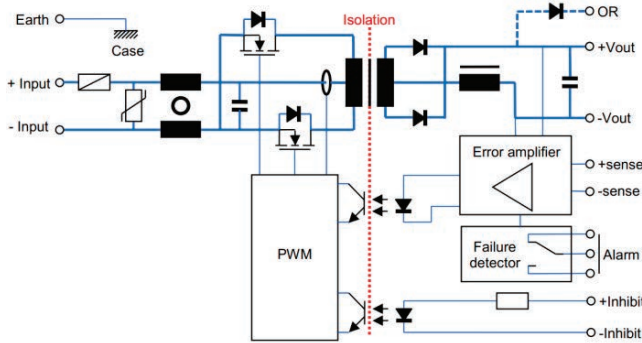 Earth
Case
Isolation
OR
+Vout
+ Input
- Input
-Vout
Error amplifier
+sense
-sense
PWM
Failure
detector
Alarm
+Inhibit
-Inhibit